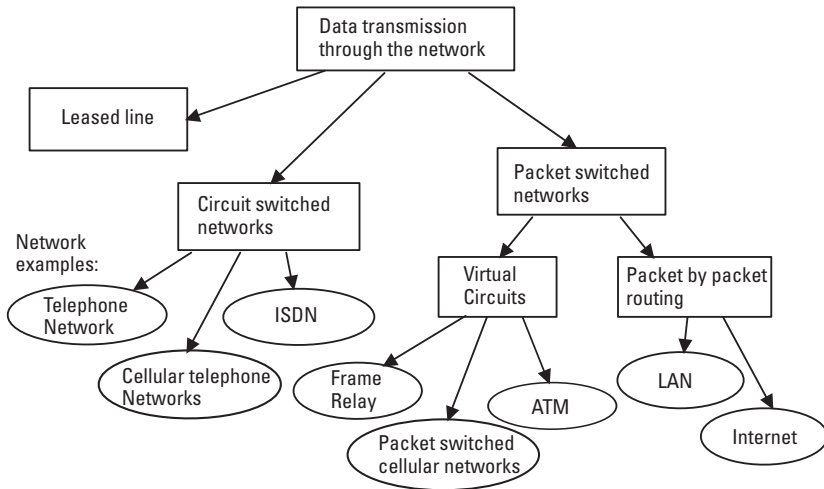 Data transmission
through the network
Leased line
Packet switched
networks
Circuit switched
networks
Network
examples:
Virtual
Circuits
Packet by packet
routing
Telephone
Network
ISDN
Cellular telephone
Networks
Frame
Relay
ATM
LAN
Packet switched
cellular networks
Internet